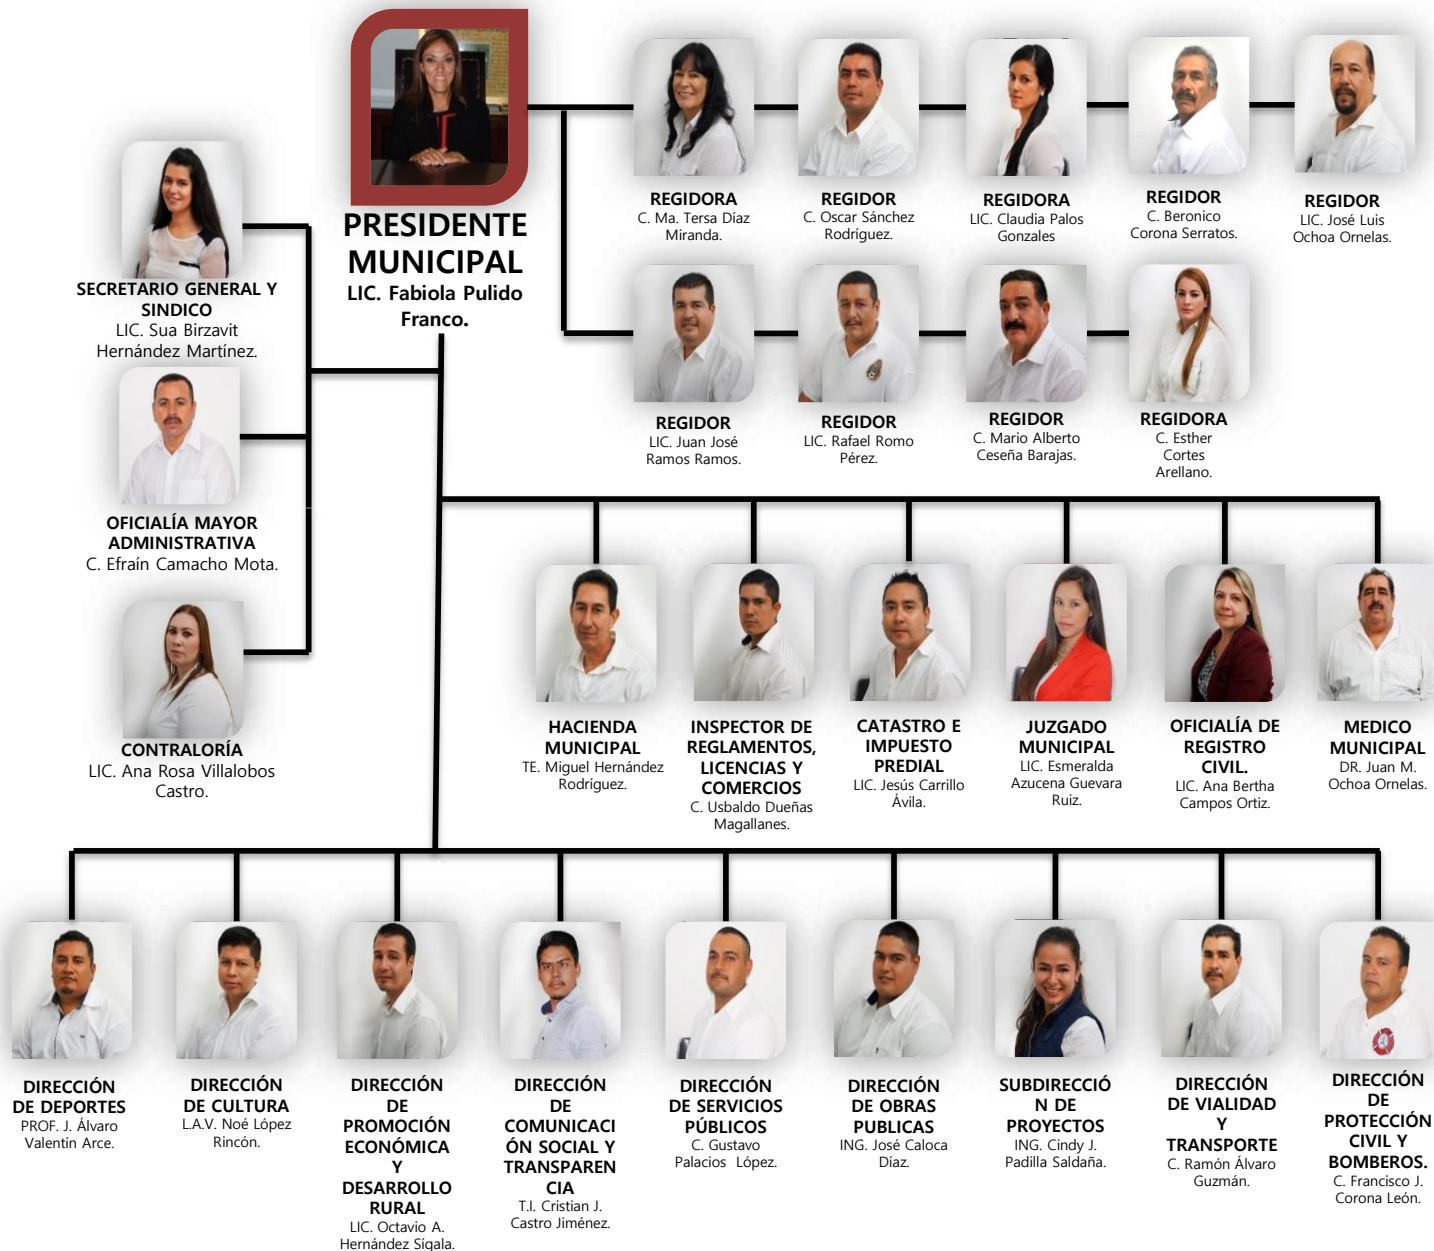 PRESIDENTE
MUNICIPAL
LIC. Fabiola Pulido
Franco.
REGIDORA
C. Ma. Tersa Díaz
Miranda.
REGIDOR
C. Oscar Sánchez
Rodríguez.
REGIDORA
LIC. Claudia Palos
Gonzales
REGIDOR
C. Beronico
Corona Serratos.
REGIDOR
LIC. José Luis
Ochoa Ornelas.
SECRETARIO GENERAL Y
SINDICO
LIC. Sua Birzavit
Hernández Martínez.
REGIDOR
LIC. Juan José
Ramos Ramos.
REGIDOR
LIC. Rafael Romo
Pérez.
REGIDOR
C. Mario Alberto
Ceseña Barajas.
REGIDORA
C. Esther
Cortes
Arellano.
OFICIALÍA MAYOR
ADMINISTRATIVA
C. Efraín Camacho Mota.
CONTRALORÍA
LIC. Ana Rosa Villalobos
Castro.
HACIENDA
MUNICIPAL
TE. Miguel Hernández
Rodríguez.
INSPECTOR DE
REGLAMENTOS,
LICENCIAS Y
COMERCIOS
C. Usbaldo Dueñas
Magallanes.
CATASTRO E
IMPUESTO
PREDIAL
LIC. Jesús Carrillo
Ávila.
JUZGADO
MUNICIPAL
LIC. Esmeralda
Azucena Guevara
Ruiz.
OFICIALÍA DE
REGISTRO
CIVIL.
LIC. Ana Bertha
Campos Ortiz.
MEDICO
MUNICIPAL
DR. Juan M.
Ochoa Ornelas.
DIRECCIÓN
DE DEPORTES
PROF. J. Álvaro
Valentín Arce.
DIRECCIÓN
DE CULTURA
L.A.V. Noé López
Rincón.
DIRECCIÓN
DE
PROMOCIÓN
ECONÓMICA
Y
DESARROLLO
RURAL
LIC. Octavio A.
Hernández Sígala.
DIRECCIÓN
DE
COMUNICACI
ÓN SOCIAL Y
TRANSPAREN
CIA
T.I. Cristian J.
Castro Jiménez.
DIRECCIÓN
DE SERVICIOS
PÚBLICOS
C. Gustavo
Palacios López.
DIRECCIÓN
DE OBRAS
PUBLICAS
ING. José Caloca
Díaz.
SUBDIRECCIÓ
N DE
PROYECTOS
ING. Cindy J.
Padilla Saldaña.
DIRECCIÓN
DE VIALIDAD
Y
TRANSPORTE
C. Ramón Álvaro
Guzmán.
DIRECCIÓN
DE
PROTECCIÓN
CIVIL Y
BOMBEROS.
C. Francisco J.
Corona León.